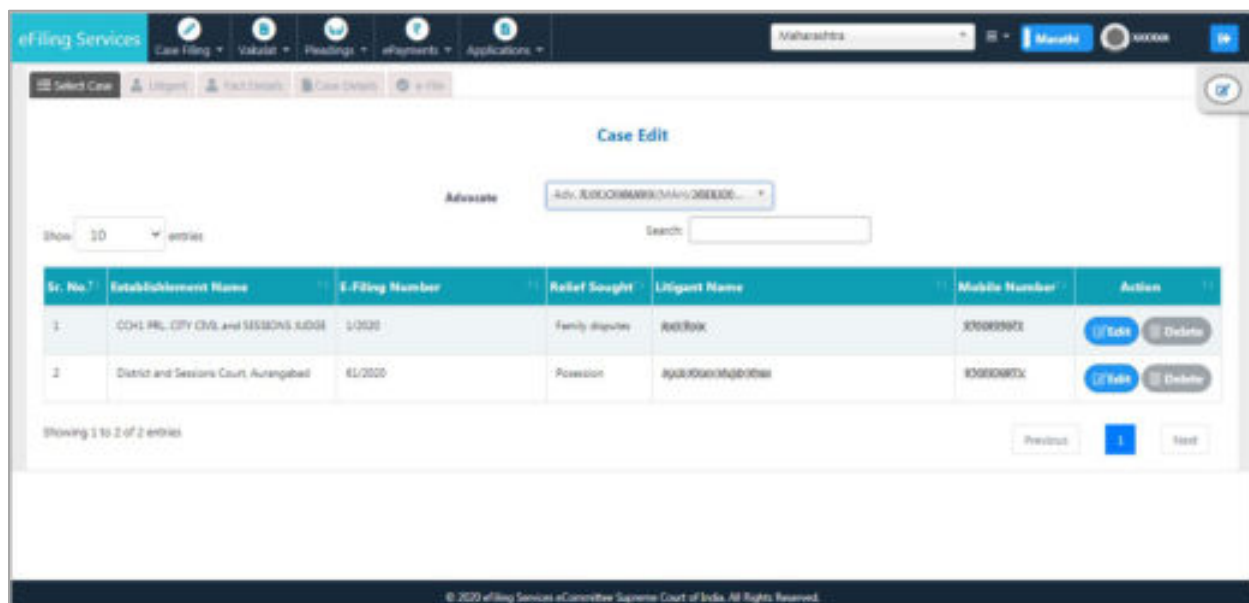 eFiling Services Case Filing Vakalat Pleadings ePayments Applications Maharashtra Marathi
Select Case Litigant Fact Details Case Details e-File
Case Edit
Advocate Adv.
Show 10 entries Search:
Sr. No. Establishlement Name E-Filing Number Relief Sought Litigant Name Mobile Number Action
1 CCH1 PRL. CITY CIVIL and SESSIONS JUDGE 1/2020 Family disputes Edit Delete
2 District and Sessions Court, Aurangabad 61/2020 Possession Edit Delete
Showing 1 to 2 of 2 entries Previous 1 Next
© 2020 eFiling Services eCommittee Supreme Court of India. All Rights Reserved.